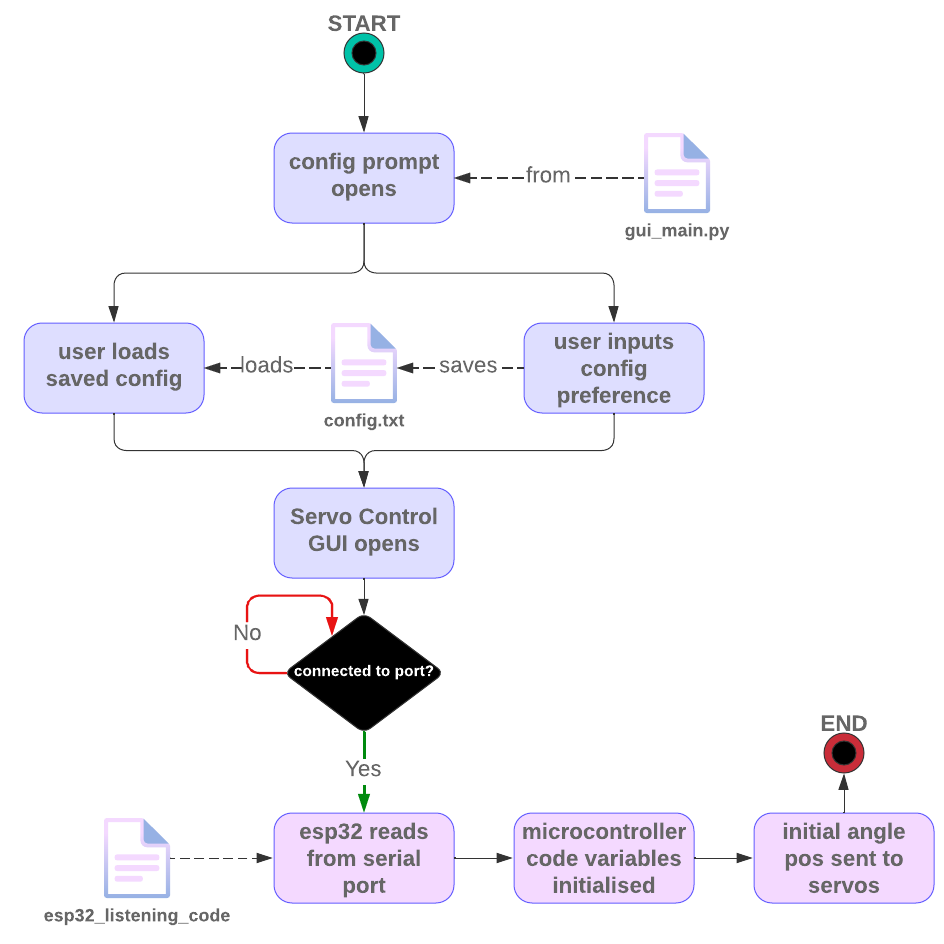 START
config prompt
opens
from
gui_main.py
user loads
saved config
loads
config.txt
saves
user inputs
config
preference
Servo Control
GUI opens
No
connected to port?
Yes
END
esp32_listening_code
esp32 reads
from serial
port
microcontroller
code variables
initialised
initial angle
pos sent to
servos